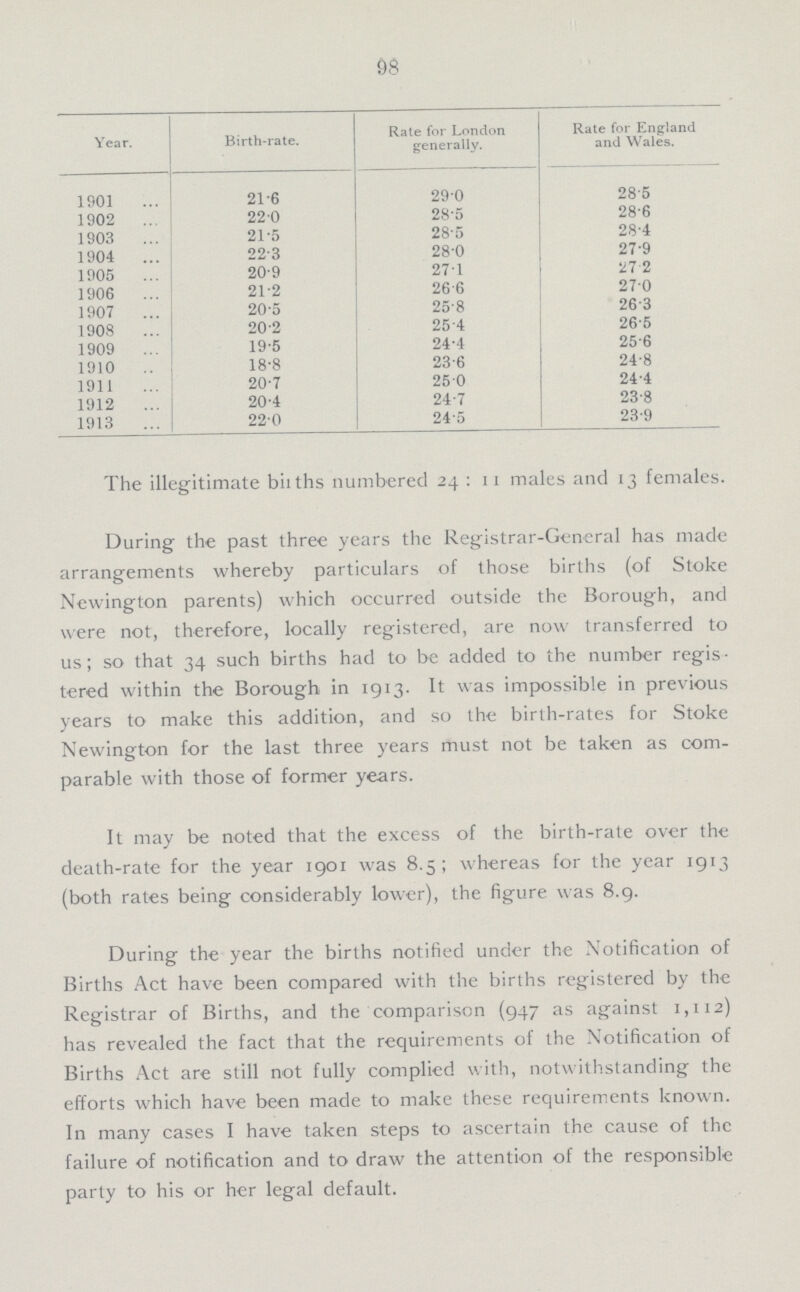 98
Year. Birth-rate. Rate for London generally. Rate for England and Wales.
1901 ... 21·6 29·0 28·5
1902 ... 22·0 28·5 28·6
1903 ... 21·5 28·5 28·4
1904 ... 22·3 28·0 27·9
1905 ... 20·9 27·1 27·2
1906 ... 21·2 26·6 27·0
1907 ... 20·5 25·8 26·3
1908 ... 20·2 25·4 26·5
1909 ... 19·5 24·4 25·6
1910 .. 18·8 23·6 24·8
1911 ... 20·7 25·0 24·4
1912 ... 20·4 24·7 23·8
1913 ... 22·0 24·5 23·9
The illegitimate births numbered 24 : 11 males and 13 females.
During the past three years the Registrar-General has made
arrangements whereby particulars of those births (of Stoke
Newington parents) which occurred outside the Borough, and
were not, therefore, locally registered, are now transferred to
us; so that 34 such births had to be added to the number regis-
tered within the Borough in 1913. It was impossible in previous
years to make this addition, and so the birth-rates for Stoke
Newington for the last three years must not be taken as com-
parable with those of former years.
It may be noted that the excess of the birth-rate over the
death-rate for the year 1901 was 8.5; whereas for the year 1913
(both rates being considerably lower), the figure was 8.9.
During the year the births notified under the Notification of
Births Act have been compared with the births registered by the
Registrar of Births, and the comparison (947 as against 1,112)
has revealed the fact that the requirements of the Notification of
Births Act are still not fully complied with, notwithstanding the
efforts which have been made to make these requirements known.
In many cases I have taken steps to ascertain the cause of the
failure of notification and to draw the attention of the responsible
party to his or her legal default.